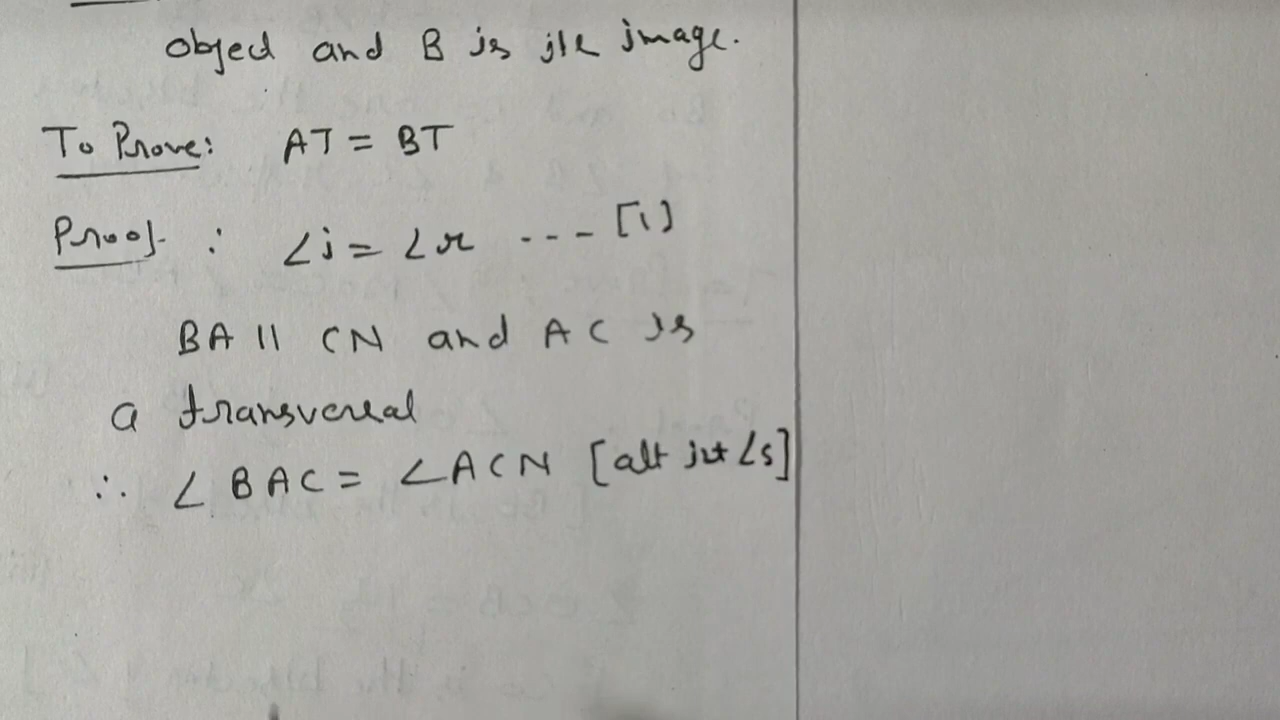 object and B is its image.
To Prove: AT = BT
Proof : ∠i = ∠r --- [1]
BA || CN and AC is
a transversal
∴ ∠BAC = ∠ACN [alt int ∠s]